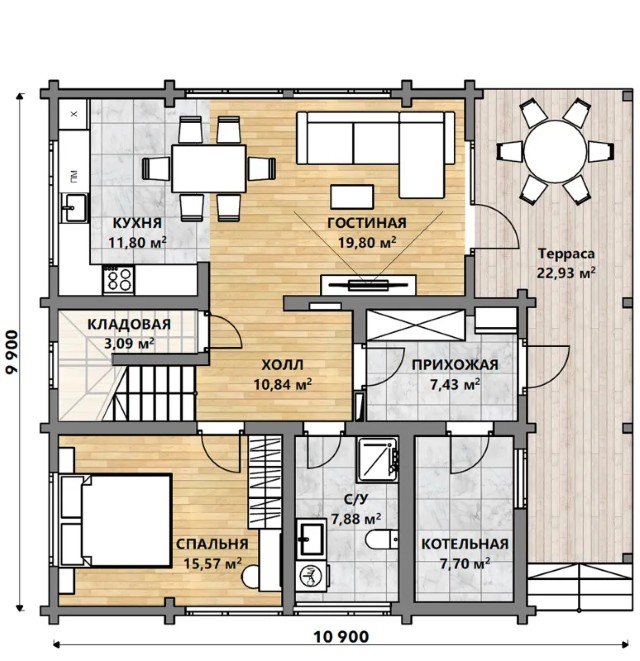 Х
ПМ
КУХНЯ
11,80 м²
ГОСТИНАЯ
19,80 м²
Терраса
22,93 м²
КЛАДОВАЯ
3,09 м²
ХОЛЛ
10,84 м²
ПРИХОЖАЯ
7,43 м²
9 900
С/У
7,88 м²
СПАЛЬНЯ
15,57 м²
КОТЕЛЬНАЯ
7,70 м²
10 900